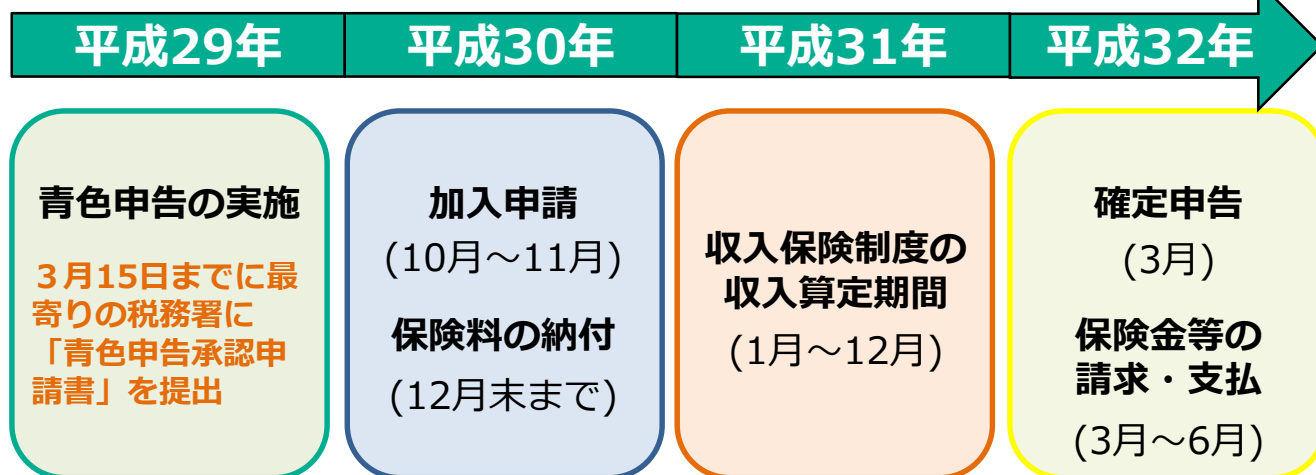 平成29年
平成30年
平成31年
平成32年
青色申告の実施
３月15日までに最
寄りの税務署に
「青色申告承認申
請書」を提出
加入申請
(10月～11月)
保険料の納付
(12月末まで)
収入保険制度の
収入算定期間
(1月～12月)
確定申告
(3月)
保険金等の
請求・支払
(3月～6月)